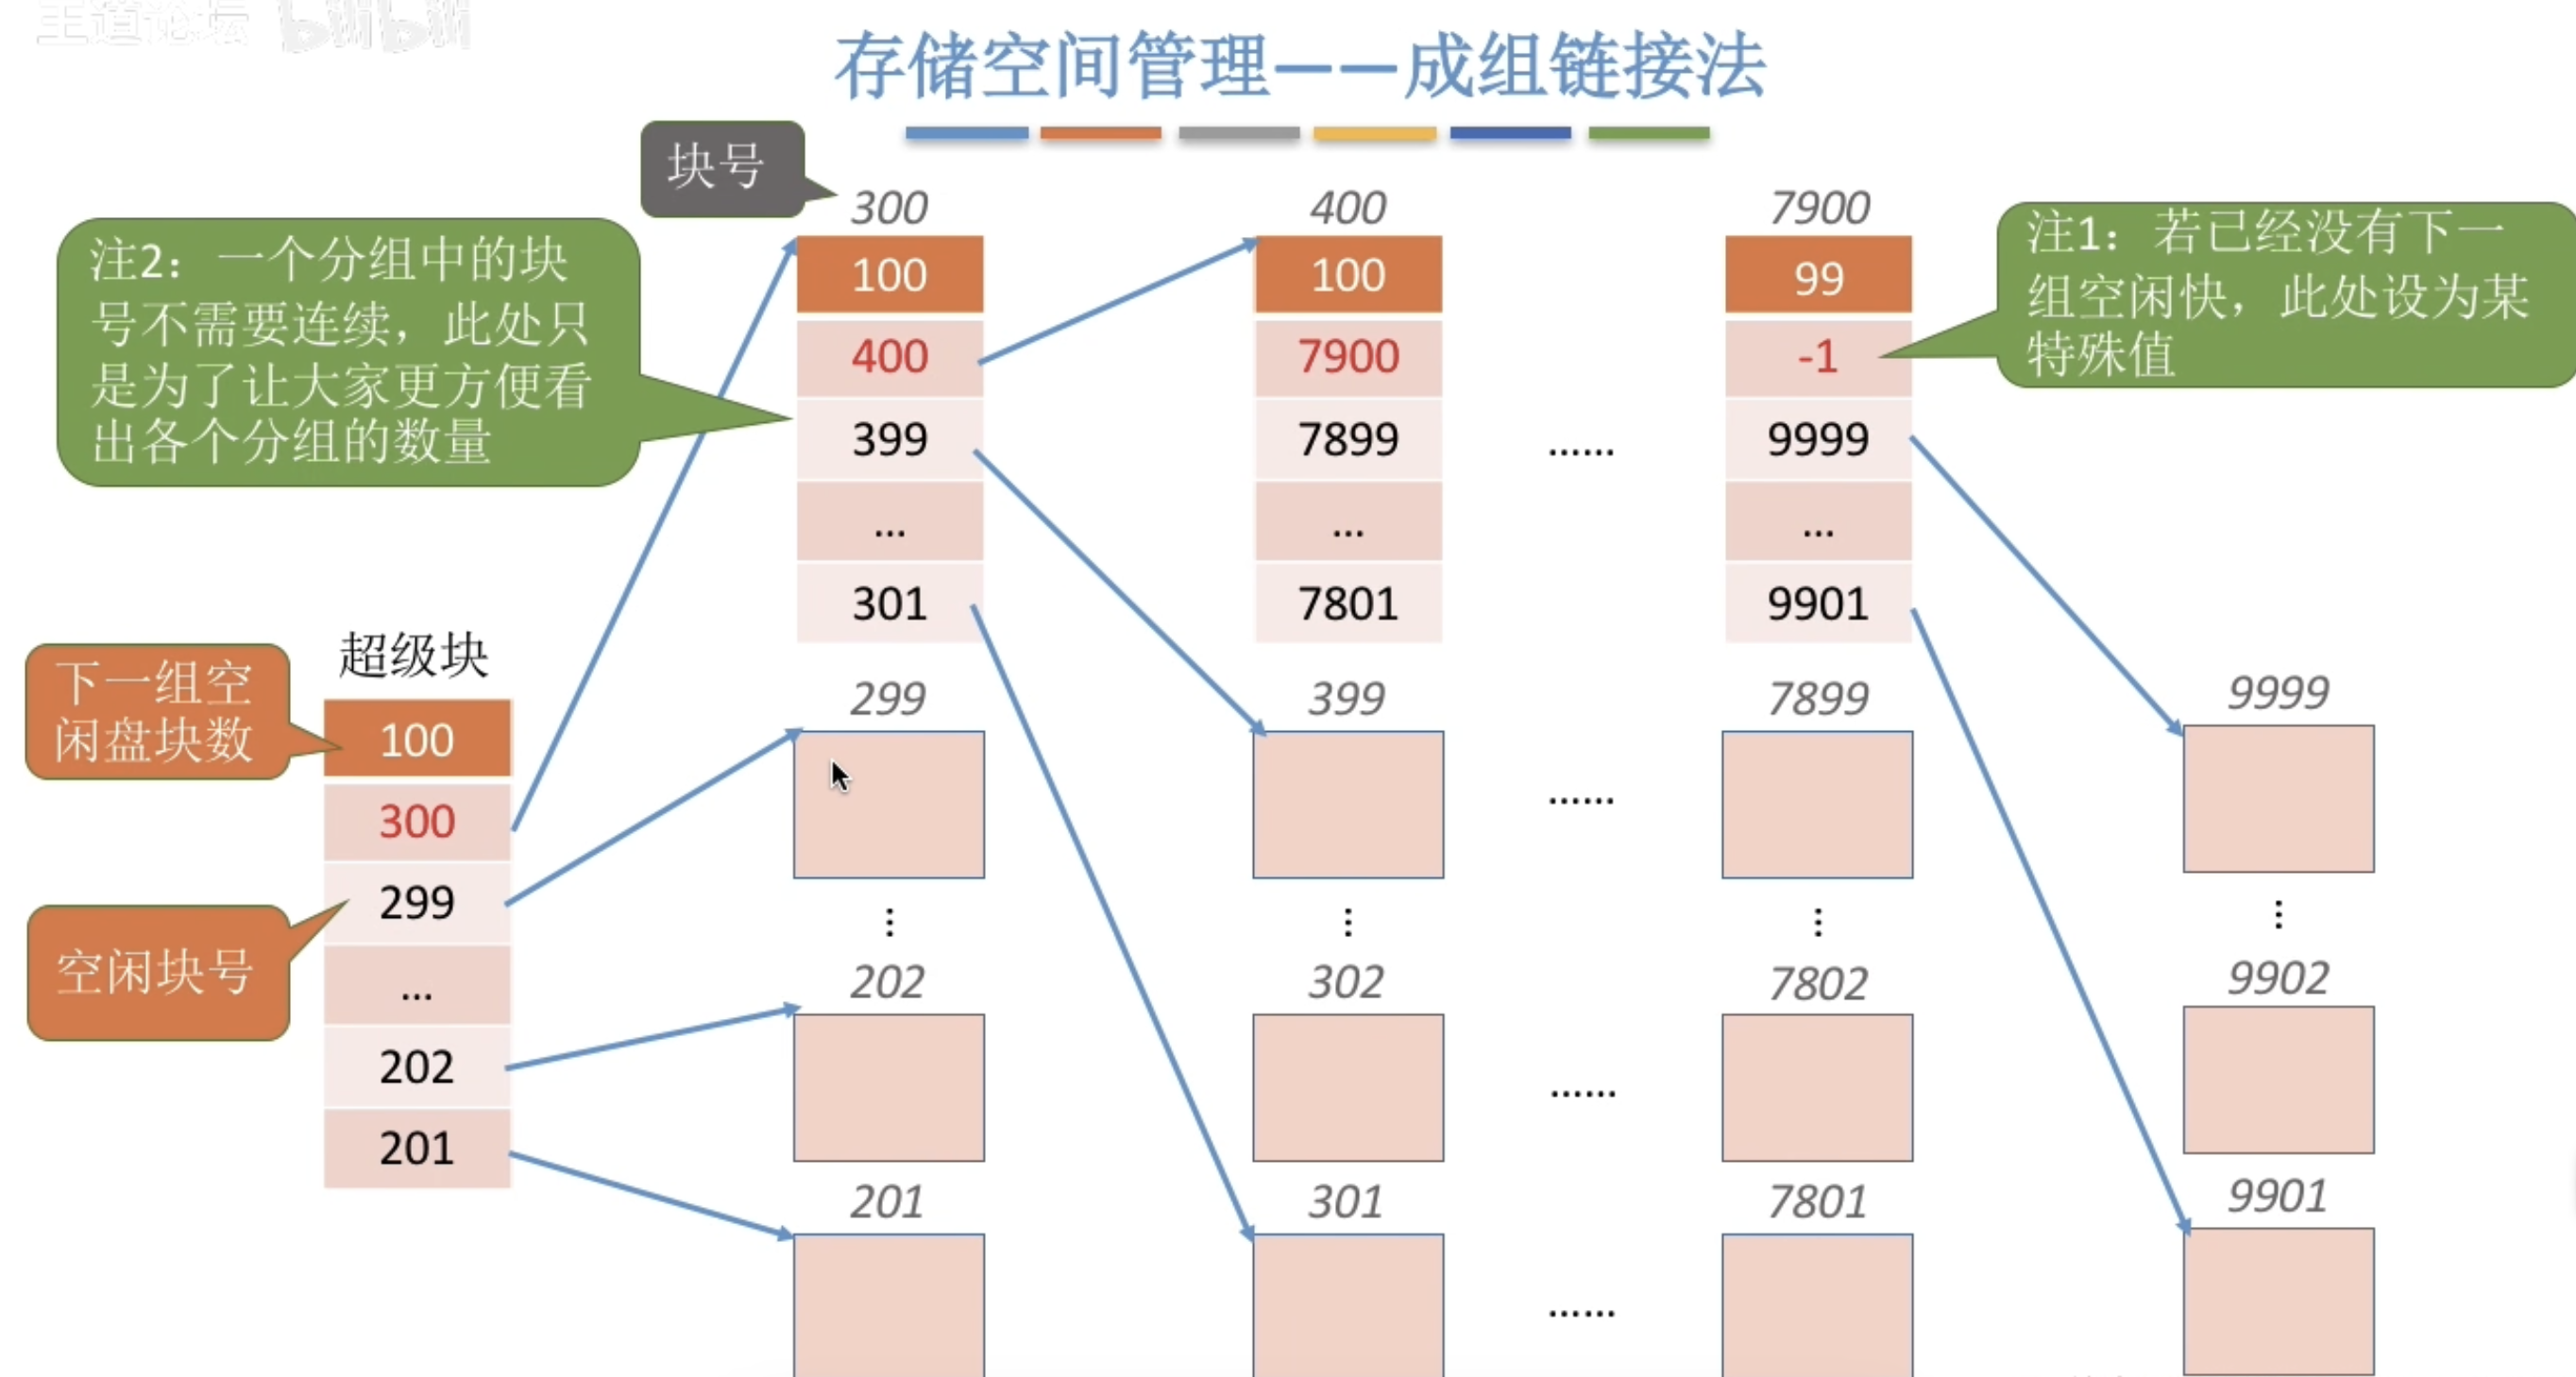 王道论坛 bilibili
存储空间管理——成组链接法
块号
300
400
7900
注2：一个分组中的块
号不需要连续，此处只
是为了让大家更方便看
出各个分组的数量
100
400
399
...
301
100
7900
7899
...
7801
......
99
-1
9999
...
9901
注1：若已经没有下一
组空闲快，此处设为某
特殊值
超级块
下一组空
闲盘块数
空闲块号
100
300
299
...
202
201
299
399
......
7899
9999
202
302
......
7802
9902
201
301
......
7801
9901